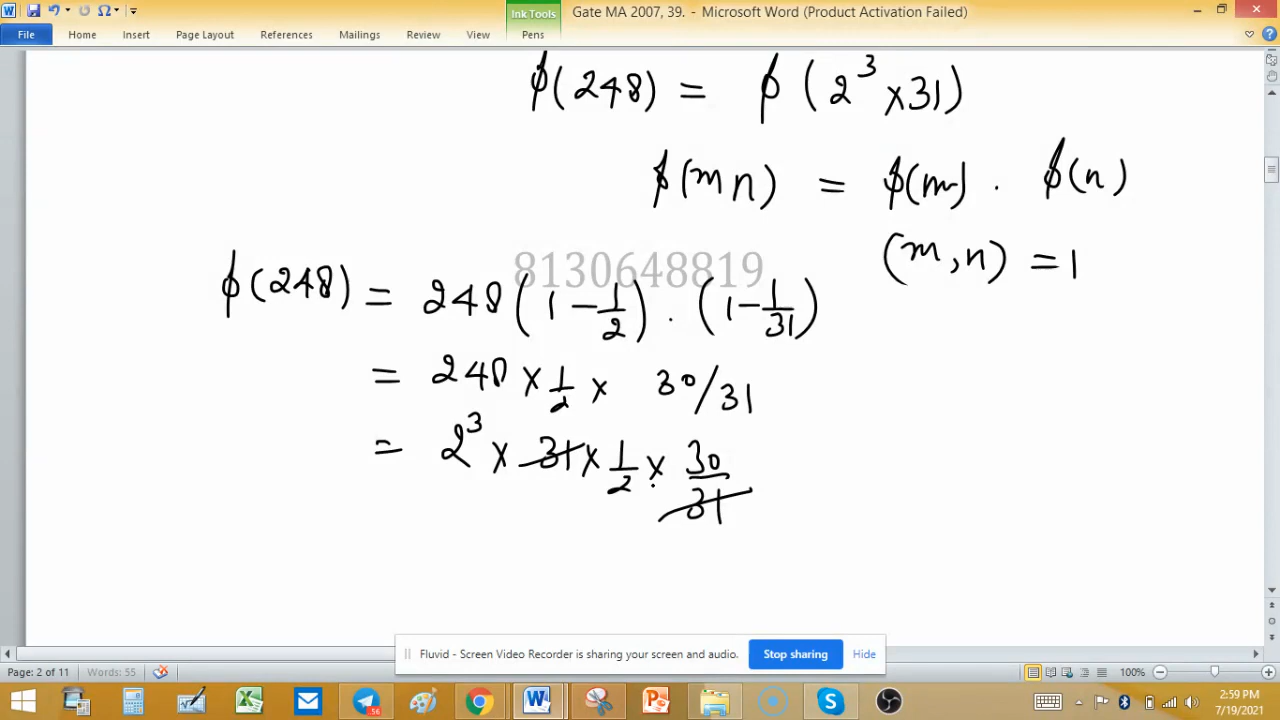 Gate MA 2007, 39. - Microsoft Word (Product Activation Failed)
Ink Tools
File Home Insert Page Layout References Mailings Review View Pens
ϕ(248) = ϕ(2³×31)
ϕ(mn) = ϕ(m) · ϕ(n)
(m,n) = 1
8130648819
ϕ(248) = 248(1-1/2) · (1-1/31)
= 248 × 1/2 × 30/31
= 2³ × 31 × 1/2 × 30/31
Fluvid - Screen Video Recorder is sharing your screen and audio. Stop sharing Hide
Page: 2 of 11 Words: 55 100%
56
2:59 PM
7/19/2021